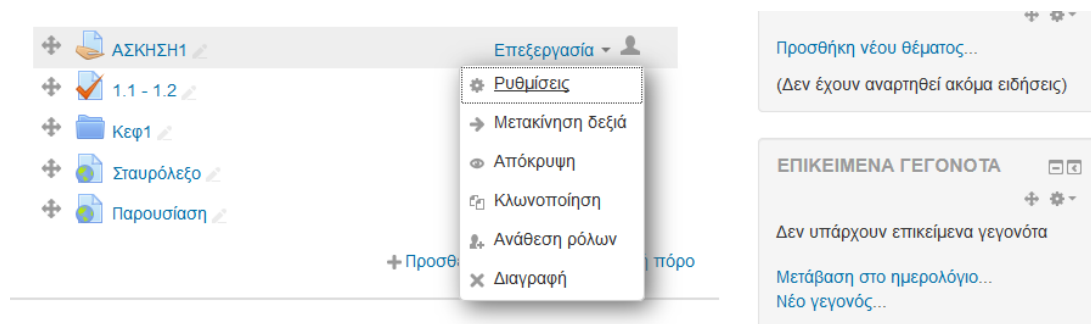 ΑΣΚΗΣΗ1
Επεξεργασία
1.1 - 1.2
Κεφ1
Σταυρόλεξο
Παρουσίαση
Ρυθμίσεις
Μετακίνηση δεξιά
Απόκρυψη
Κλωνοποίηση
Ανάθεση ρόλων
Διαγραφή
πόρο
Προσθήκη νέου θέματος...
(Δεν έχουν αναρτηθεί ακόμα ειδήσεις)
ΕΠΙΚΕΙΜΕΝΑ ΓΕΓΟΝΟΤΑ
Δεν υπάρχουν επικείμενα γεγονότα
Μετάβαση στο ημερολόγιο...
Νέο γεγονός...